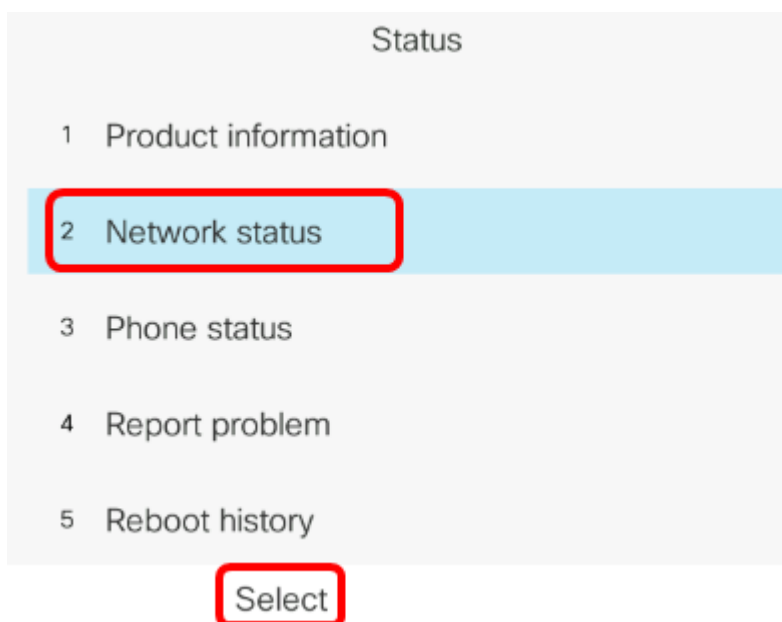 Status
1 Product information
2 Network status
3 Phone status
4 Report problem
5 Reboot history
Select